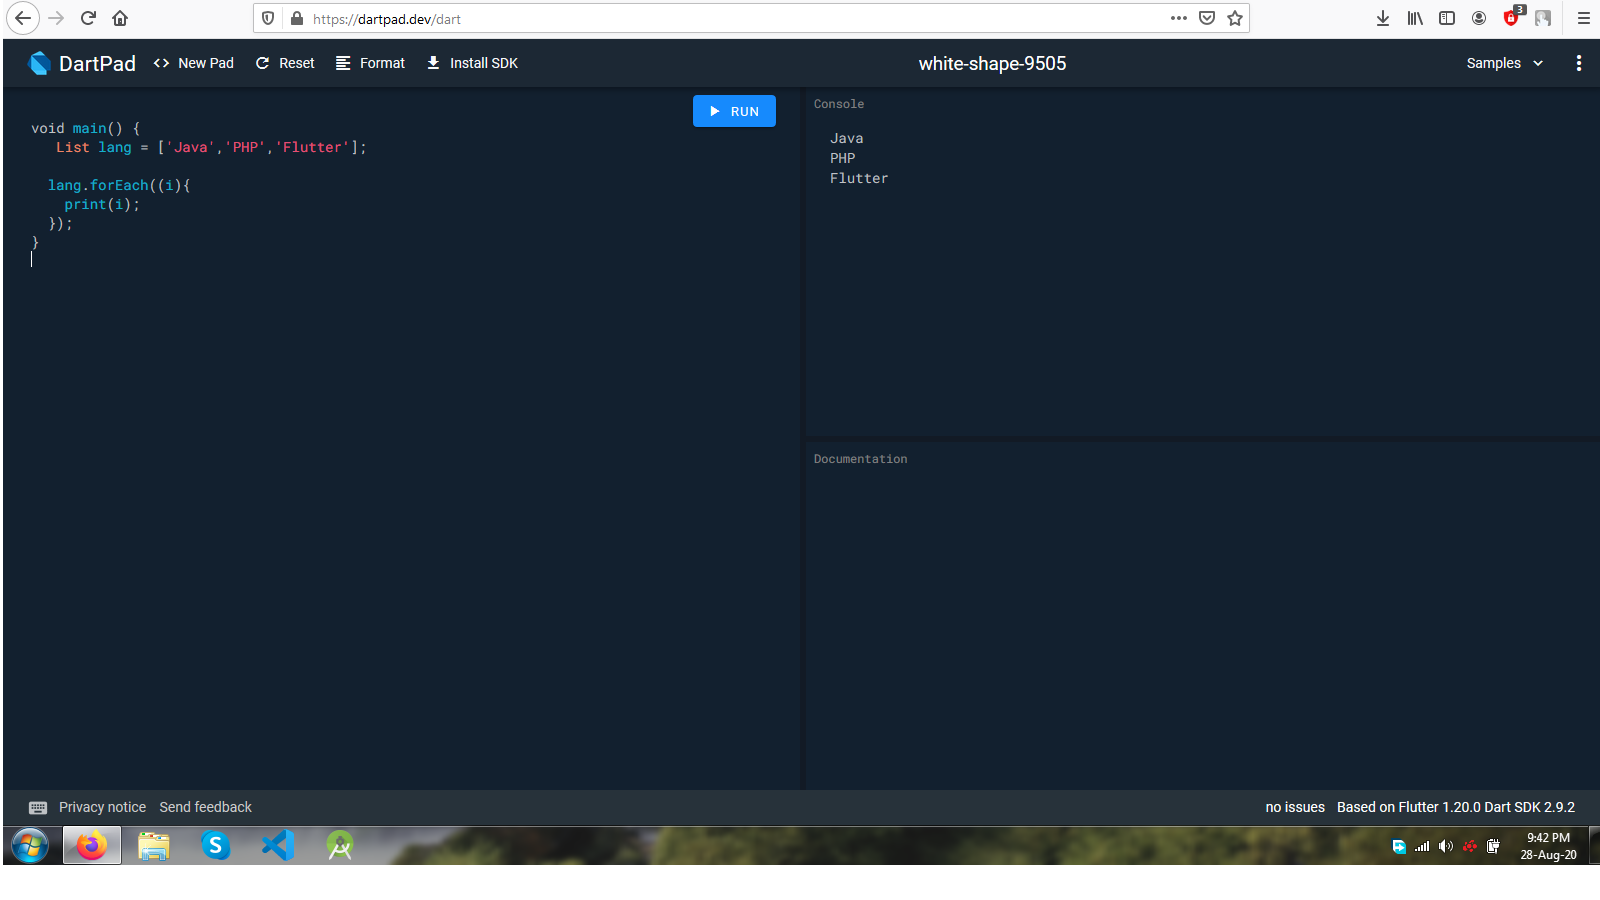 https://dartpad.dev/dart
3
DartPad
New Pad
Reset
Format
Install SDK
white-shape-9505
Samples
RUN
void main() {
   List lang = ['Java','PHP','Flutter'];
  lang.forEach((i){
    print(i);
  });
}
Console
Java
PHP
Flutter
Documentation
Privacy notice
Send feedback
no issues
Based on Flutter 1.20.0 Dart SDK 2.9.2
9:42 PM
28-Aug-20